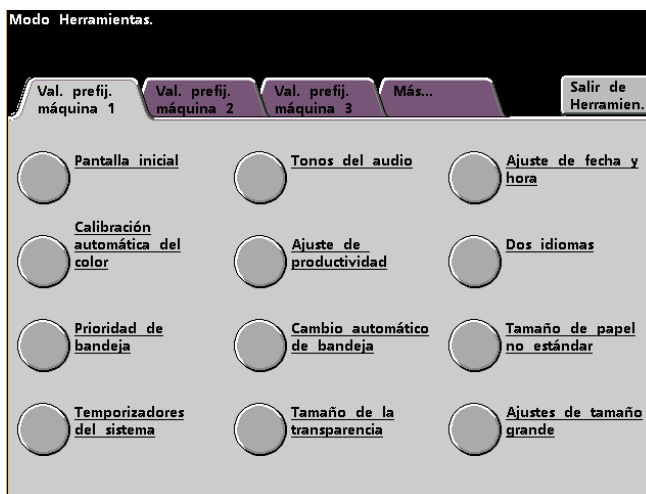 Modo Herramientas.
Val. prefij.
máquina 1
Val. prefij.
máquina 2
Val. prefij.
máquina 3
Más...
Salir de
Herramien.
Pantalla inicial
Tonos del audio
Ajuste de fecha y
hora
Calibración
automática del
color
Ajuste de
productividad
Dos idiomas
Prioridad de
bandeja
Cambio automático
de bandeja
Tamaño de papel
no estándar
Temporizadores
del sistema
Tamaño de la
transparencia
Ajustes de tamaño
grande